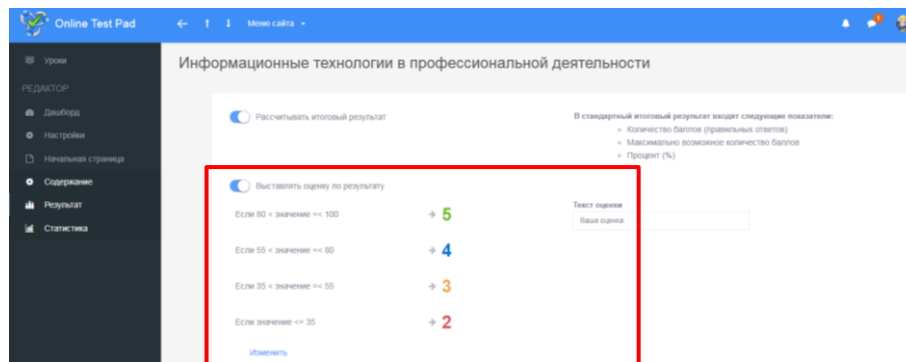 Online Test Pad
Меню сайта
Уроки
Информационные технологии в профессиональной деятельности
РЕДАКТОР
Дашборд
Настройки
Начальная страница
Содержание
Результат
Статистика
Рассчитывать итоговый результат
В стандартный итоговый результат входят следующие показатели:
Количество баллов (правильных ответов)
Максимально возможное количество баллов
Процент (%)
Выставлять оценку по результату
Текст оценки
Ваша оценка:
Если 80 < значение =< 100 → 5
Если 55 < значение =< 80 → 4
Если 35 < значение =< 55 → 3
Если значение <= 35 → 2
Изменить